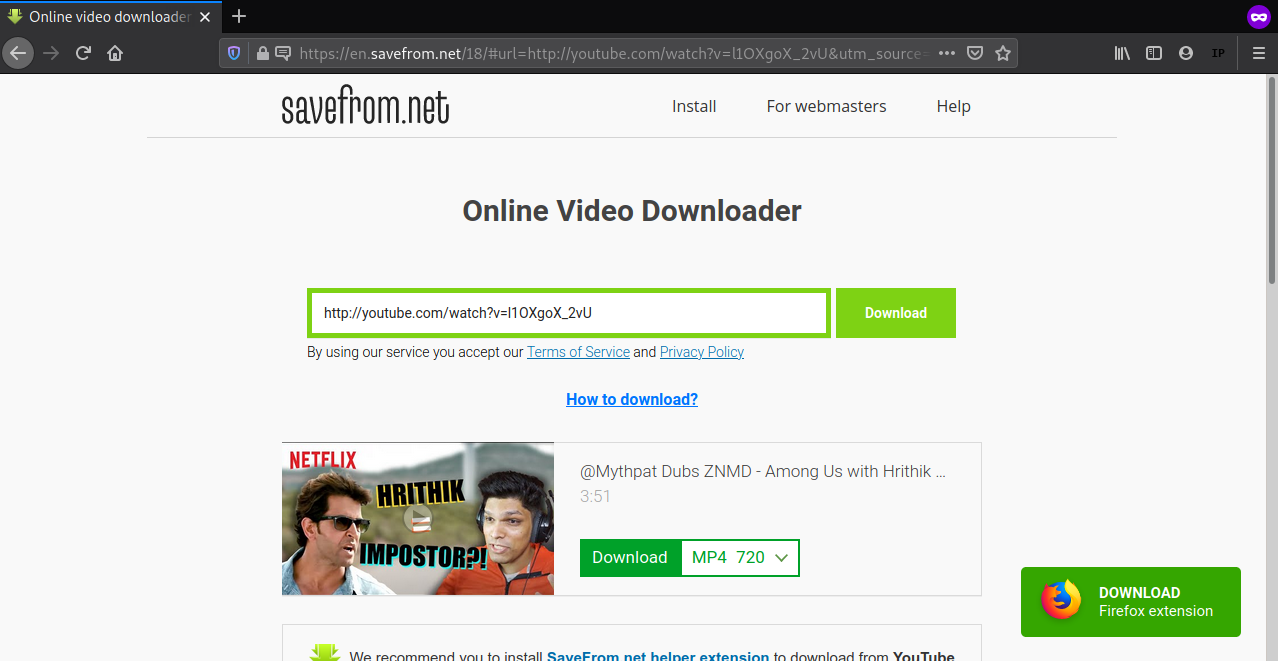 Online video downloader
https://en.savefrom.net/18/#url=http://youtube.com/watch?v=l1OXgoX_2vU&utm_source=
IP
savefrom.net
Install
For webmasters
Help
Online Video Downloader
http://youtube.com/watch?v=l1OXgoX_2vU
Download
By using our service you accept our Terms of Service and Privacy Policy
How to download?
NETFLIX
HRITHIK
IMPOSTOR?!
@Mythpat Dubs ZNMD - Among Us with Hrithik ...
3:51
Download
MP4 720
DOWNLOAD
Firefox extension
We recommend you to install SaveFrom.net helper extension to download from YouTube